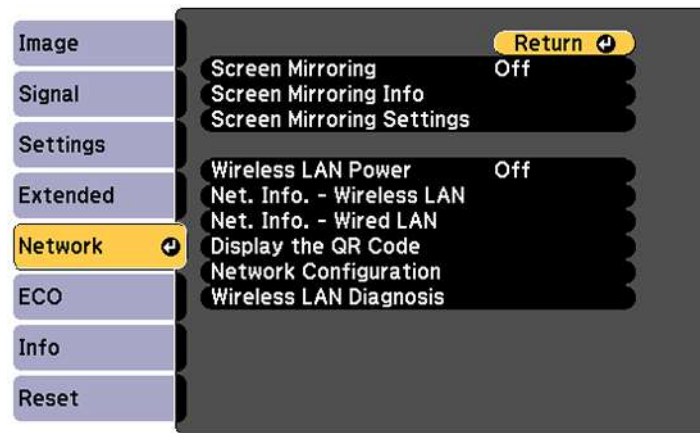 Image
Signal
Settings
Extended
Network
ECO
Info
Reset
Return
Screen Mirroring Off
Screen Mirroring Info
Screen Mirroring Settings
Wireless LAN Power Off
Net. Info. - Wireless LAN
Net. Info. - Wired LAN
Display the QR Code
Network Configuration
Wireless LAN Diagnosis